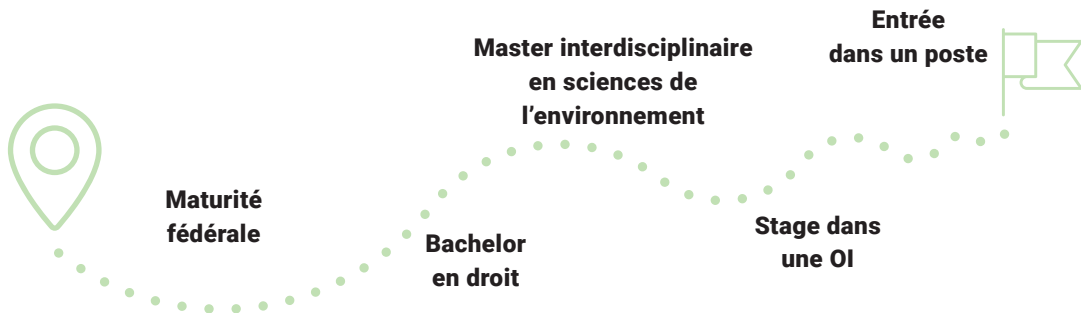 Maturité
fédérale
Bachelor
en droit
Master interdisciplinaire
en sciences de
l’environnement
Stage dans
une OI
Entrée
dans un poste